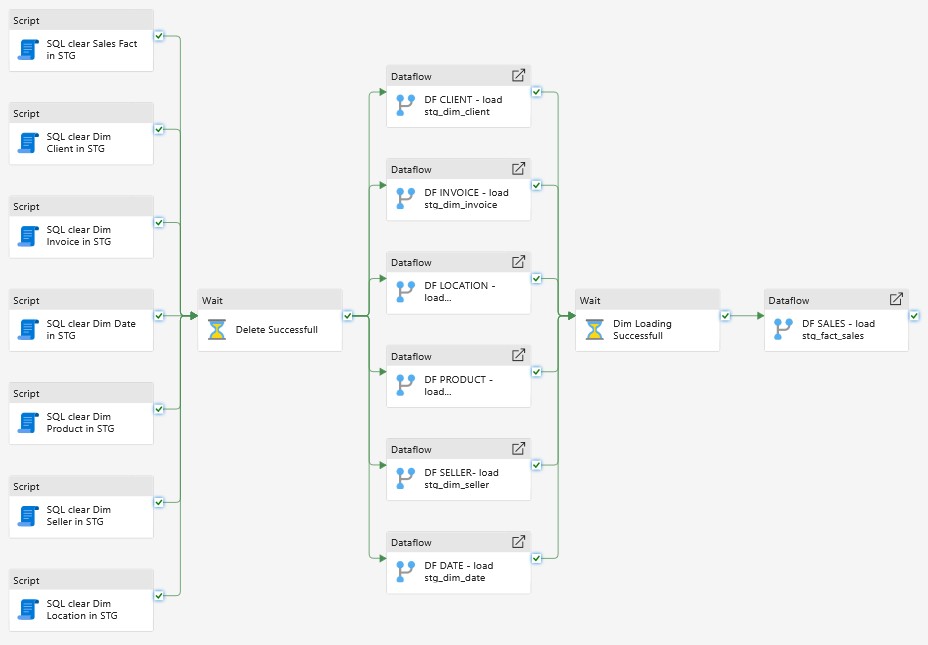 Script
SQL clear Sales Fact
in STG
Script
SQL clear Dim
Client in STG
Script
SQL clear Dim
Invoice in STG
Script
SQL clear Dim Date
in STG
Script
SQL clear Dim
Product in STG
Script
SQL clear Dim
Seller in STG
Script
SQL clear Dim
Location in STG
Wait
Delete Successfull
Dataflow
DF CLIENT - load
stg_dim_client
Dataflow
DF INVOICE - load
stg_dim_invoice
Dataflow
DF LOCATION -
load...
Dataflow
DF PRODUCT -
load...
Dataflow
DF SELLER- load
stg_dim_seller
Dataflow
DF DATE - load
stg_dim_date
Wait
Dim Loading
Successfull
Dataflow
DF SALES - load
stg_fact_sales